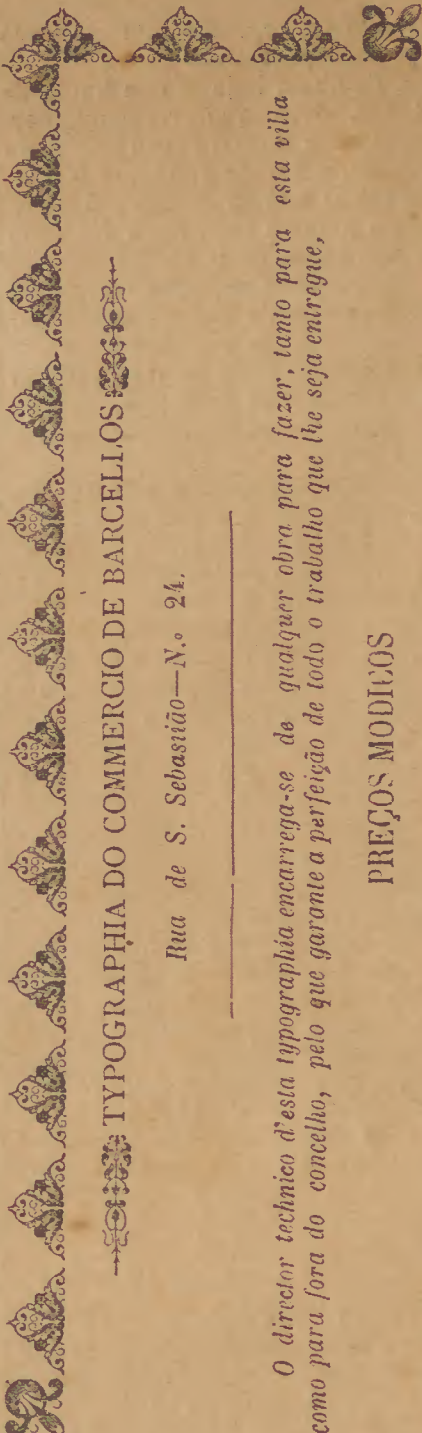 TYPOGRAPHIA DO COMMERCIO DE BARCELLOS
Rua de S. Sebastião—N.º 24.
O director technico d'esta typographia encarrega-se de qualquer obra para fazer, tanto para esta villa
como para fora do concelho, pelo que garante a perfeição de todo o trabalho que lhe seja entregue,
PREÇOS MODICOS